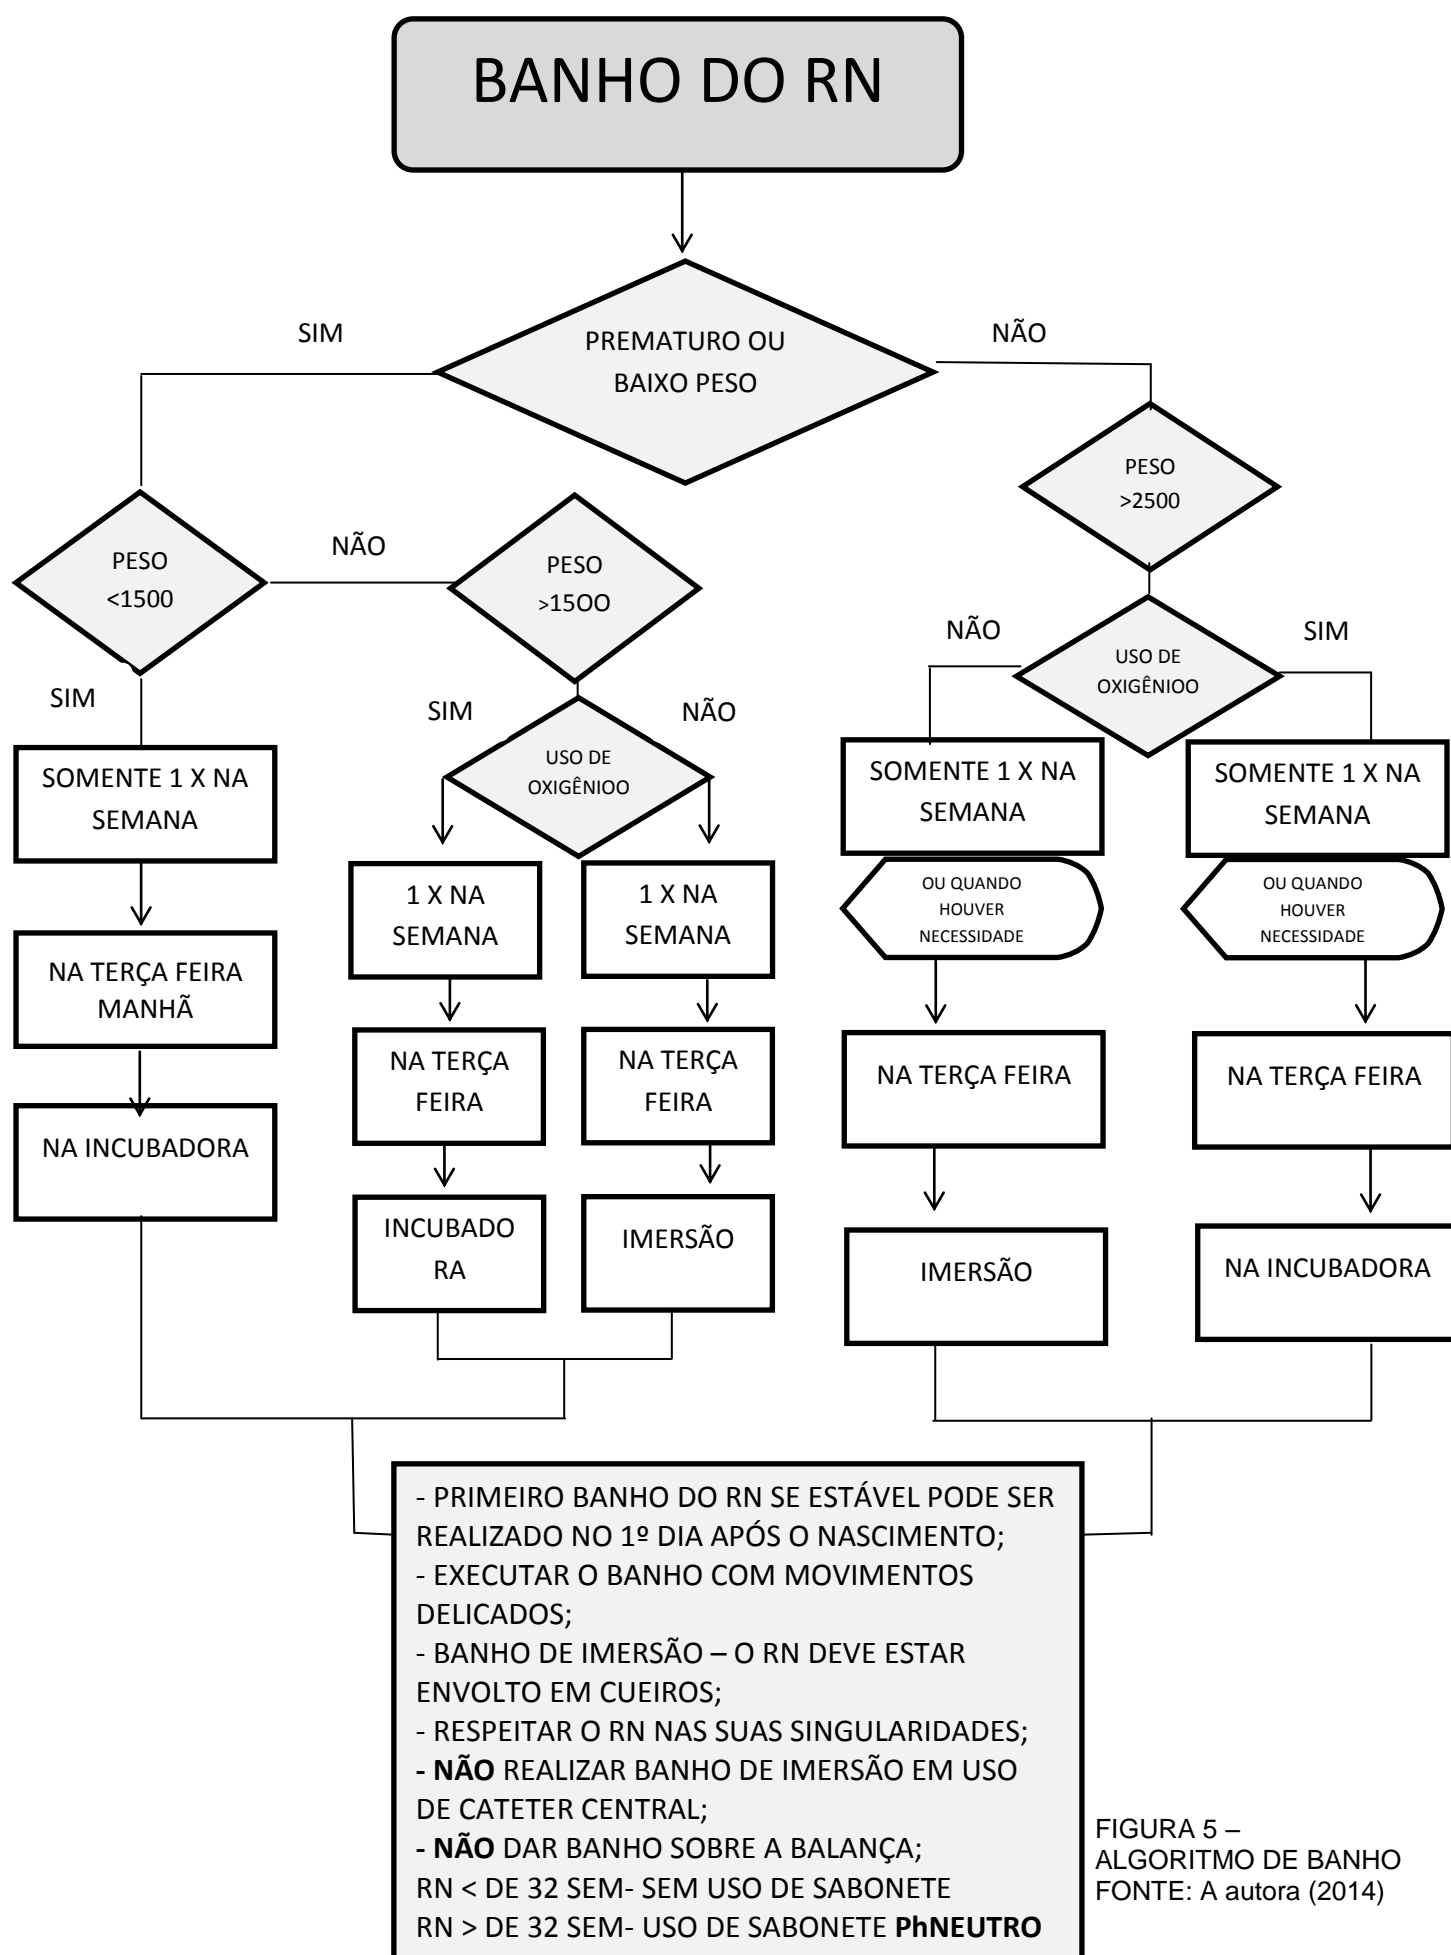 BANHO DO RN
SIM
NÃO
PREMATURO OU
BAIXO PESO
PESO
>2500
PESO
<1500
NÃO
PESO
>15OO
NÃO
SIM
USO DE
OXIGÊNIOO
SIM
SIM
NÃO
USO DE
OXIGÊNIOO
SOMENTE 1 X NA
SEMANA
1 X NA
SEMANA
1 X NA
SEMANA
SOMENTE 1 X NA
SEMANA
SOMENTE 1 X NA
SEMANA
OU QUANDO
HOUVER
NECESSIDADE
OU QUANDO
HOUVER
NECESSIDADE
NA TERÇA FEIRA
MANHÃ
NA TERÇA
FEIRA
NA TERÇA
FEIRA
NA TERÇA FEIRA
NA TERÇA FEIRA
NA INCUBADORA
INCUBADO
RA
IMERSÃO
IMERSÃO
NA INCUBADORA
- PRIMEIRO BANHO DO RN SE ESTÁVEL PODE SER
REALIZADO NO 1º DIA APÓS O NASCIMENTO;
- EXECUTAR O BANHO COM MOVIMENTOS
DELICADOS;
- BANHO DE IMERSÃO – O RN DEVE ESTAR
ENVOLTO EM CUEIROS;
- RESPEITAR O RN NAS SUAS SINGULARIDADES;
- NÃO REALIZAR BANHO DE IMERSÃO EM USO
DE CATETER CENTRAL;
- NÃO DAR BANHO SOBRE A BALANÇA;
RN < DE 32 SEM- SEM USO DE SABONETE
RN > DE 32 SEM- USO DE SABONETE PhNEUTRO
FIGURA 5 –
ALGORITMO DE BANHO
FONTE: A autora (2014)